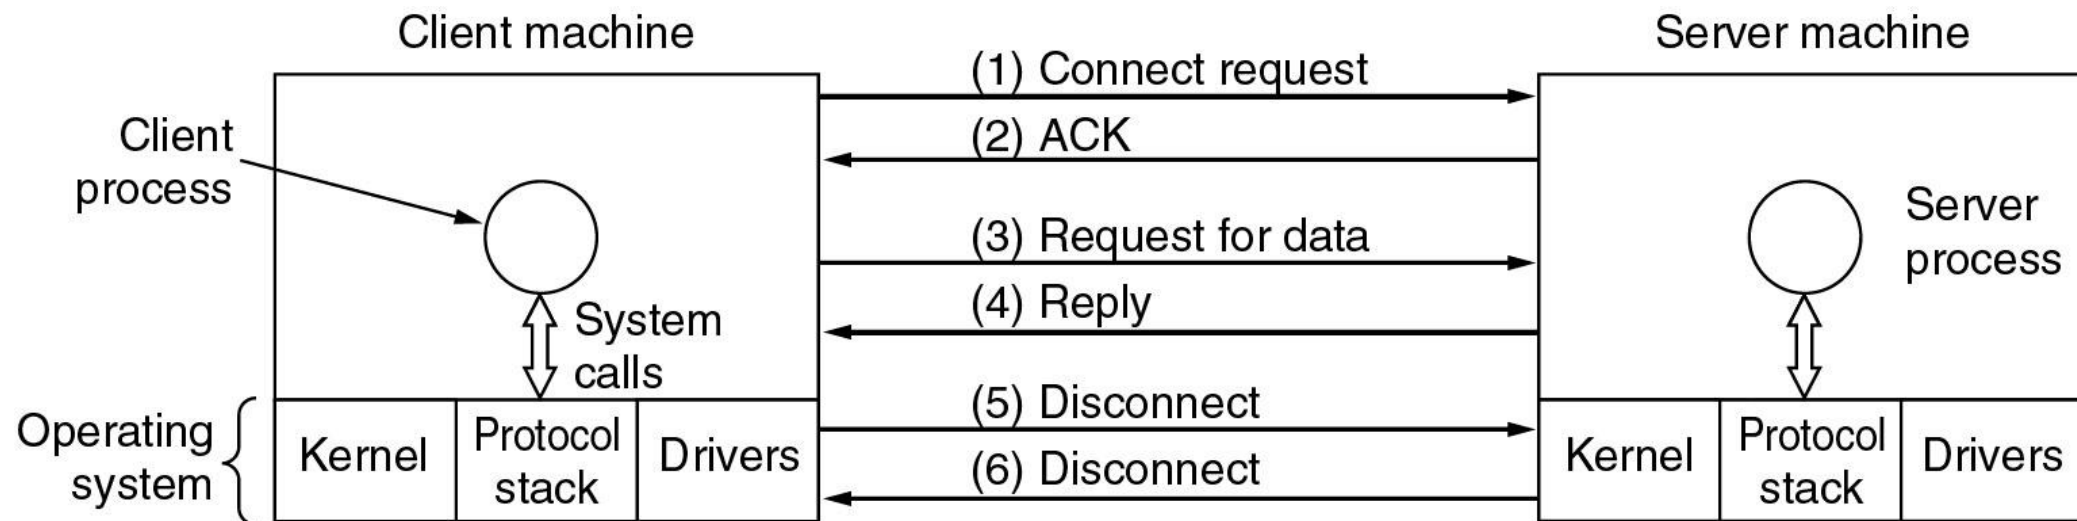 Client machine
Server machine
(1) Connect request
(2) ACK
Client
process
(3) Request for data
Server
process
(4) Reply
System
calls
(5) Disconnect
Operating
system
Kernel
Protocol
stack
Drivers
(6) Disconnect
Kernel
Protocol
stack
Drivers